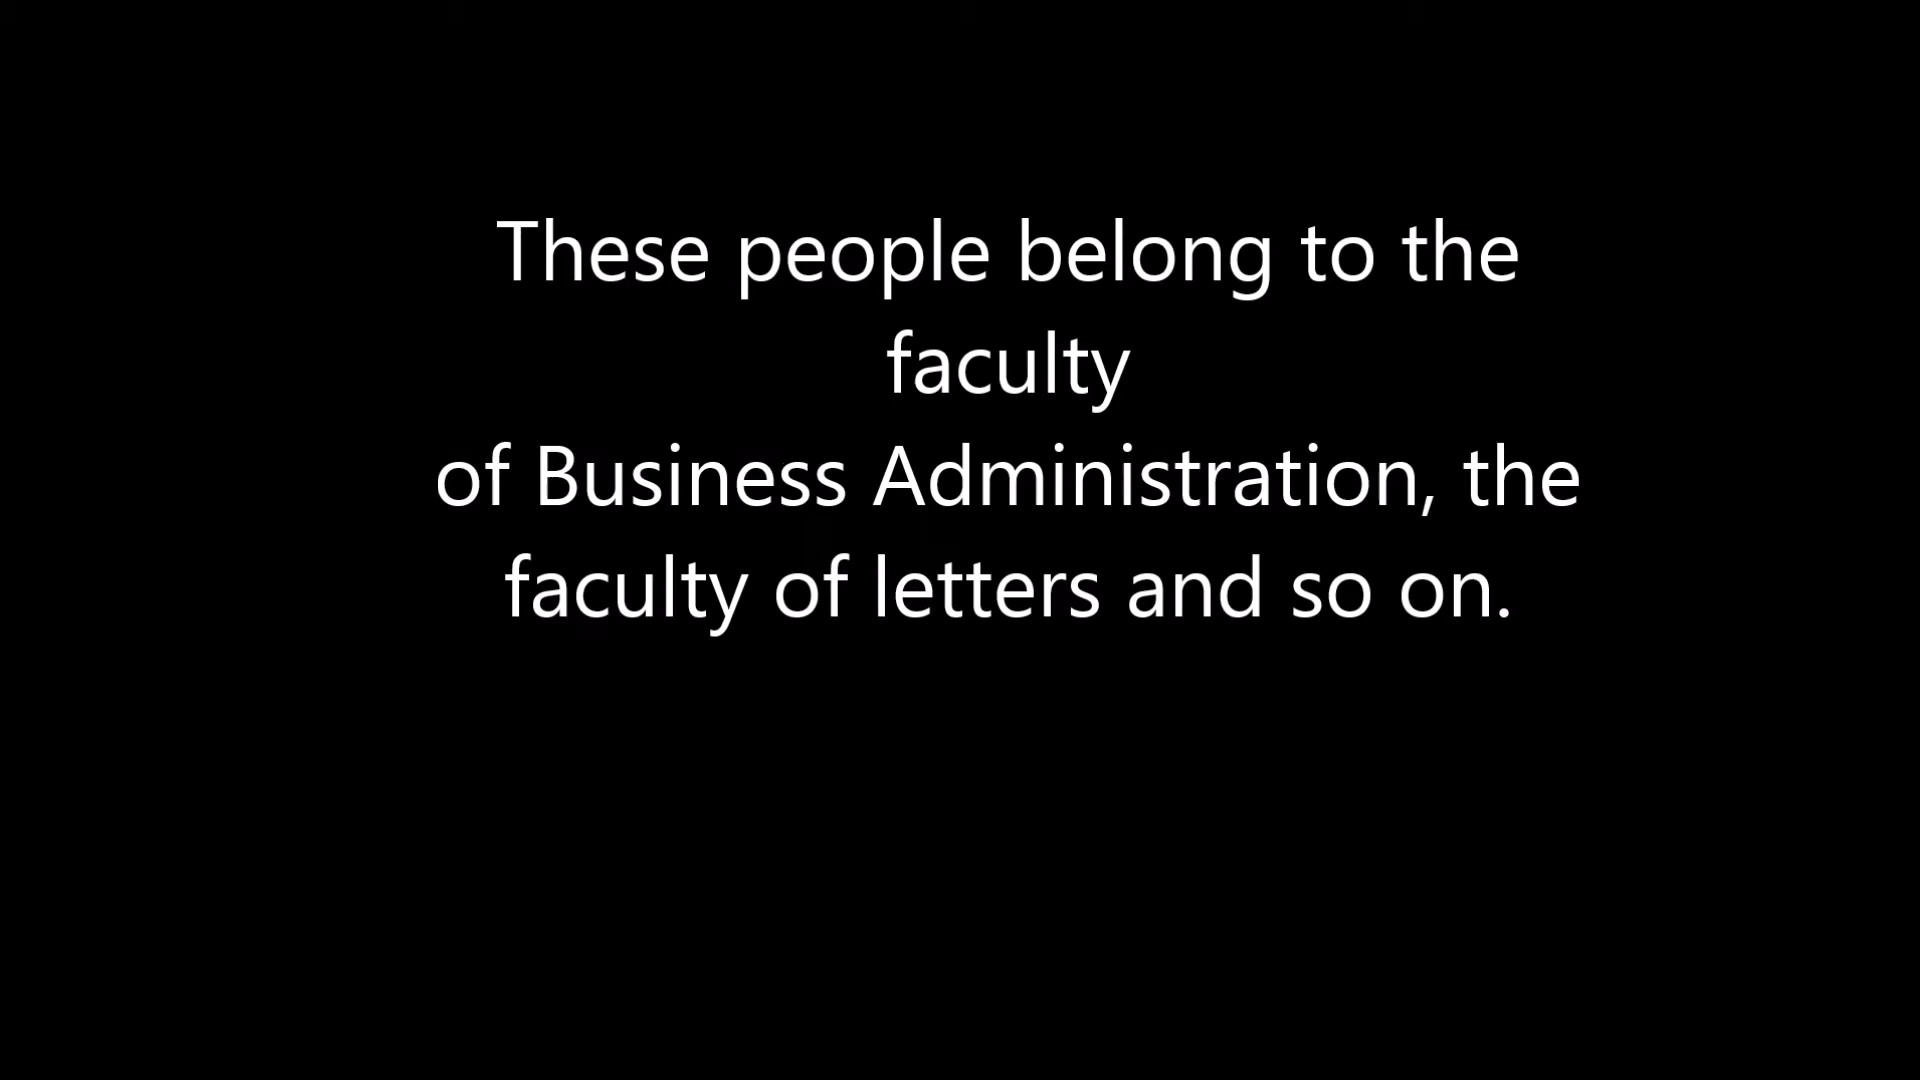 These people belong to the
faculty
of Business Administration, the
faculty of letters and so on.